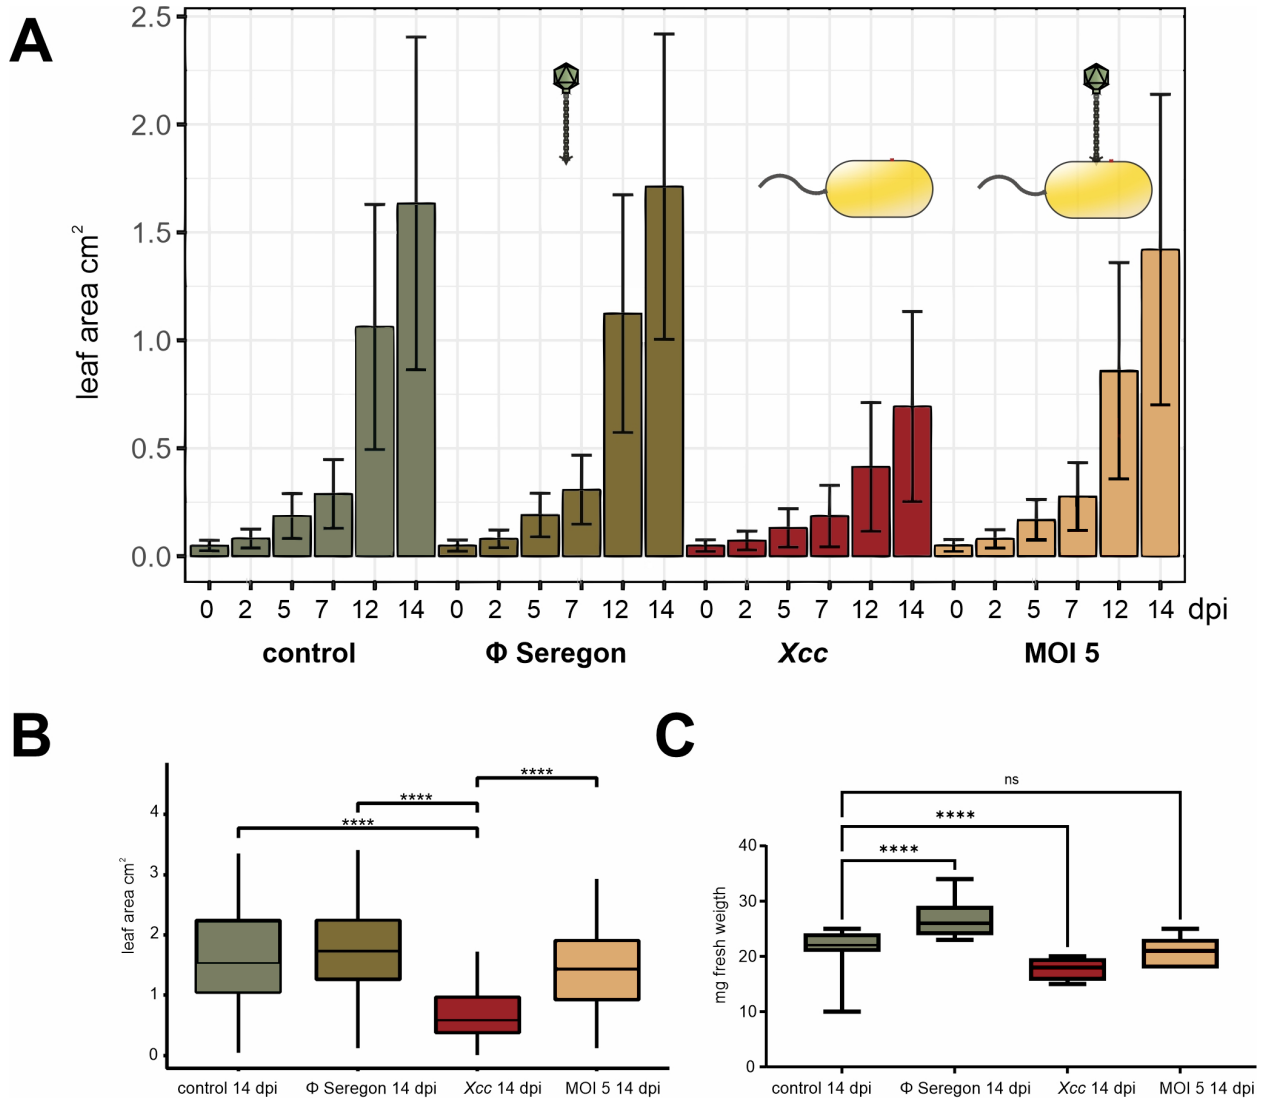 A
2.5
2.0
1.5
1.0
0.5
0.0
leaf area cm²
0 2 5 7 12 14 0 2 5 7 12 14 0 2 5 7 12 14 0 2 5 7 12 14 dpi
control Φ Seregon Xcc MOI 5
B
4
3
2
1
0
leaf area cm²
****
****
****
control 14 dpi Φ Seregon 14 dpi Xcc 14 dpi MOI 5 14 dpi
C
40
30
20
10
0
mg fresh weigth
ns
****
****
control 14 dpi Φ Seregon 14 dpi Xcc 14 dpi MOI 5 14 dpi